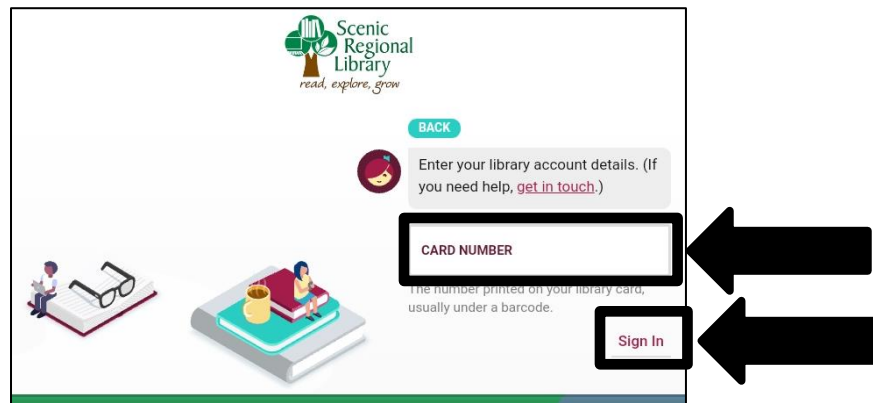 Scenic
Regional
Library
read, explore, grow
BACK
Enter your library account details. (If
you need help, get in touch.)
CARD NUMBER
The number printed on your library card,
usually under a barcode.
Sign In